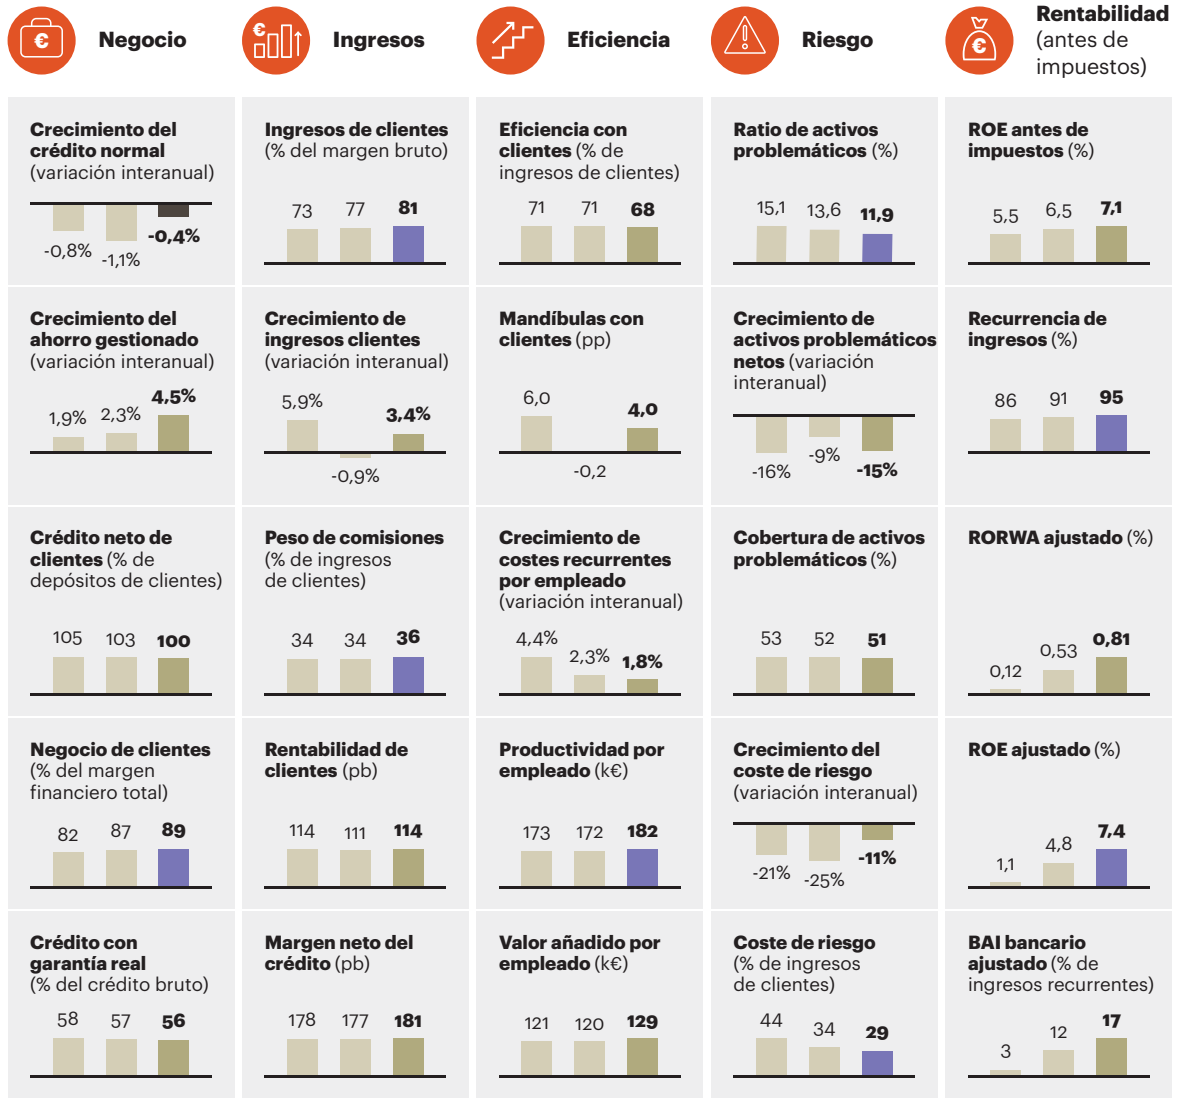 €
Negocio
€
Ingresos
Eficiencia
Riesgo
€
Rentabilidad
(antes de
impuestos)
Crecimiento del
crédito normal
(variación interanual)
-0,8%
-1,1%
-0,4%
Ingresos de clientes
(% del margen bruto)
73
77
81
Eficiencia con
clientes (% de
ingresos de clientes)
71
71
68
Ratio de activos
problemáticos (%)
15,1
13,6
11,9
ROE antes de
impuestos (%)
5,5
6,5
7,1
Crecimiento del
ahorro gestionado
(variación interanual)
1,9%
2,3%
4,5%
Crecimiento de
ingresos clientes
(variación interanual)
5,9%
-0,9%
3,4%
Mandíbulas con
clientes (pp)
6,0
-0,2
4,0
Crecimiento de
activos problemáticos
netos (variación
interanual)
-16%
-9%
-15%
Recurrencia de
ingresos (%)
86
91
95
Crédito neto de
clientes (% de
depósitos de clientes)
105
103
100
Peso de comisiones
(% de ingresos
de clientes)
34
34
36
Crecimiento de
costes recurrentes
por empleado
(variación interanual)
4,4%
2,3%
1,8%
Cobertura de activos
problemáticos (%)
53
52
51
RORWA ajustado (%)
0,12
0,53
0,81
Negocio de clientes
(% del margen
financiero total)
82
87
89
Rentabilidad de
clientes (pb)
114
111
114
Productividad por
empleado (k€)
173
172
182
Crecimiento del
coste de riesgo
(variación interanual)
-21%
-25%
-11%
ROE ajustado (%)
1,1
4,8
7,4
Crédito con
garantía real
(% del crédito bruto)
58
57
56
Margen neto del
crédito (pb)
178
177
181
Valor añadido por
empleado (k€)
121
120
129
Coste de riesgo
(% de ingresos
de clientes)
44
34
29
BAI bancario
ajustado (% de
ingresos recurrentes)
3
12
17